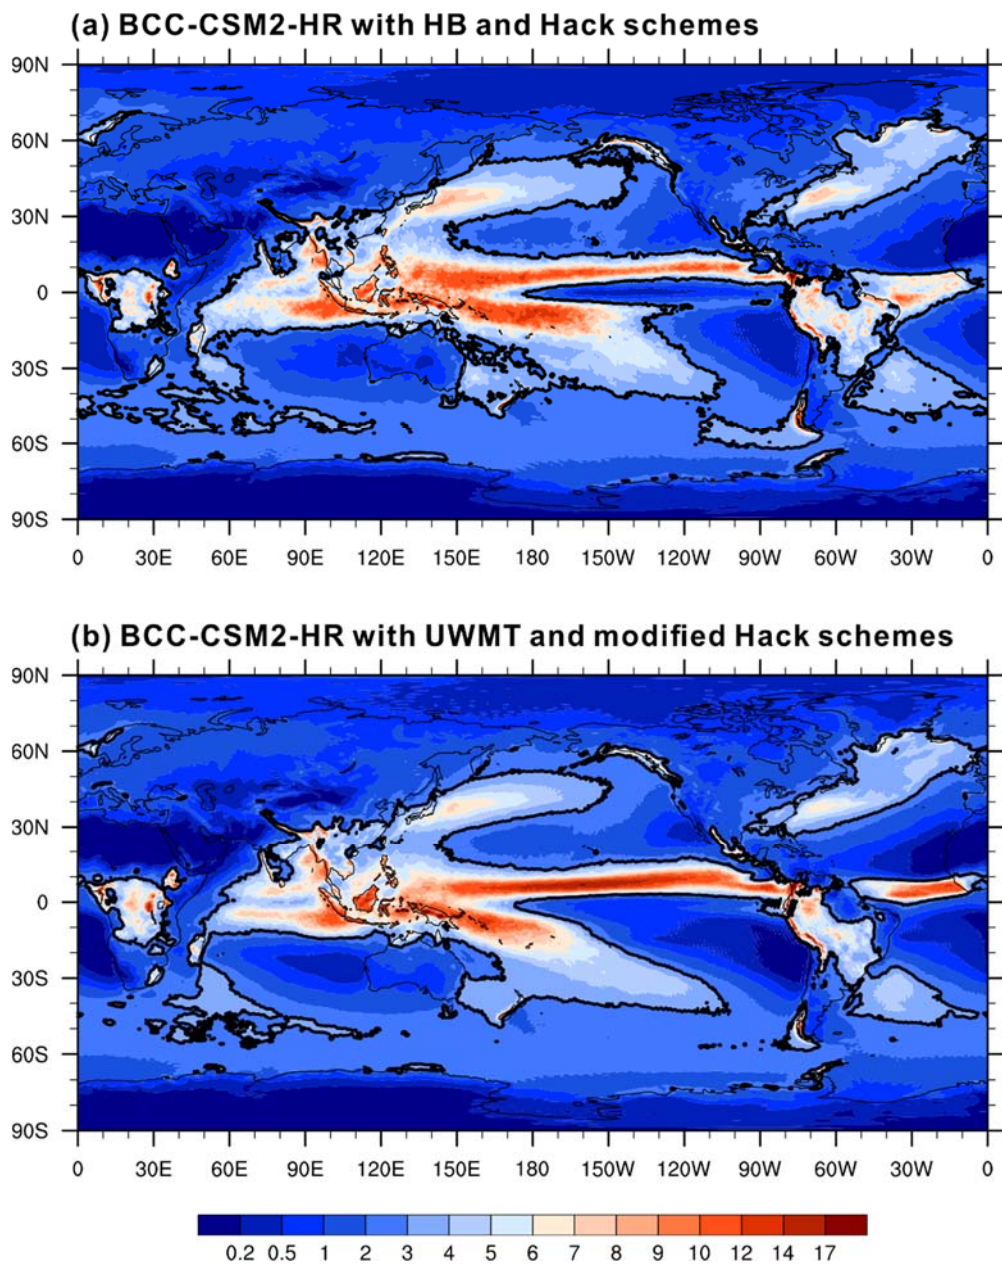 (a) BCC-CSM2-HR with HB and Hack schemes
90N
60N
30N
0
30S
60S
90S
0 30E 60E 90E 120E 150E 180 150W 120W 90W 60W 30W 0
(b) BCC-CSM2-HR with UWMT and modified Hack schemes
90N
60N
30N
0
30S
60S
90S
0 30E 60E 90E 120E 150E 180 150W 120W 90W 60W 30W 0
0.2 0.5 1 2 3 4 5 6 7 8 9 10 12 14 17